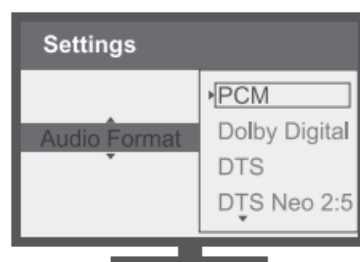 Settings
Audio Format
PCM
Dolby Digital
DTS
DTS Neo 2:5